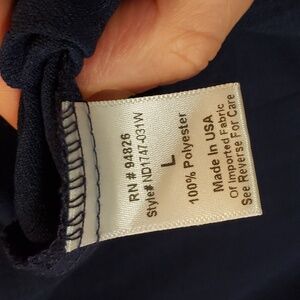 RN # 94826
Style# ND1747-031W
L
100% Polyester
Made In USA
Of Imported Fabric
See Reverse For Care